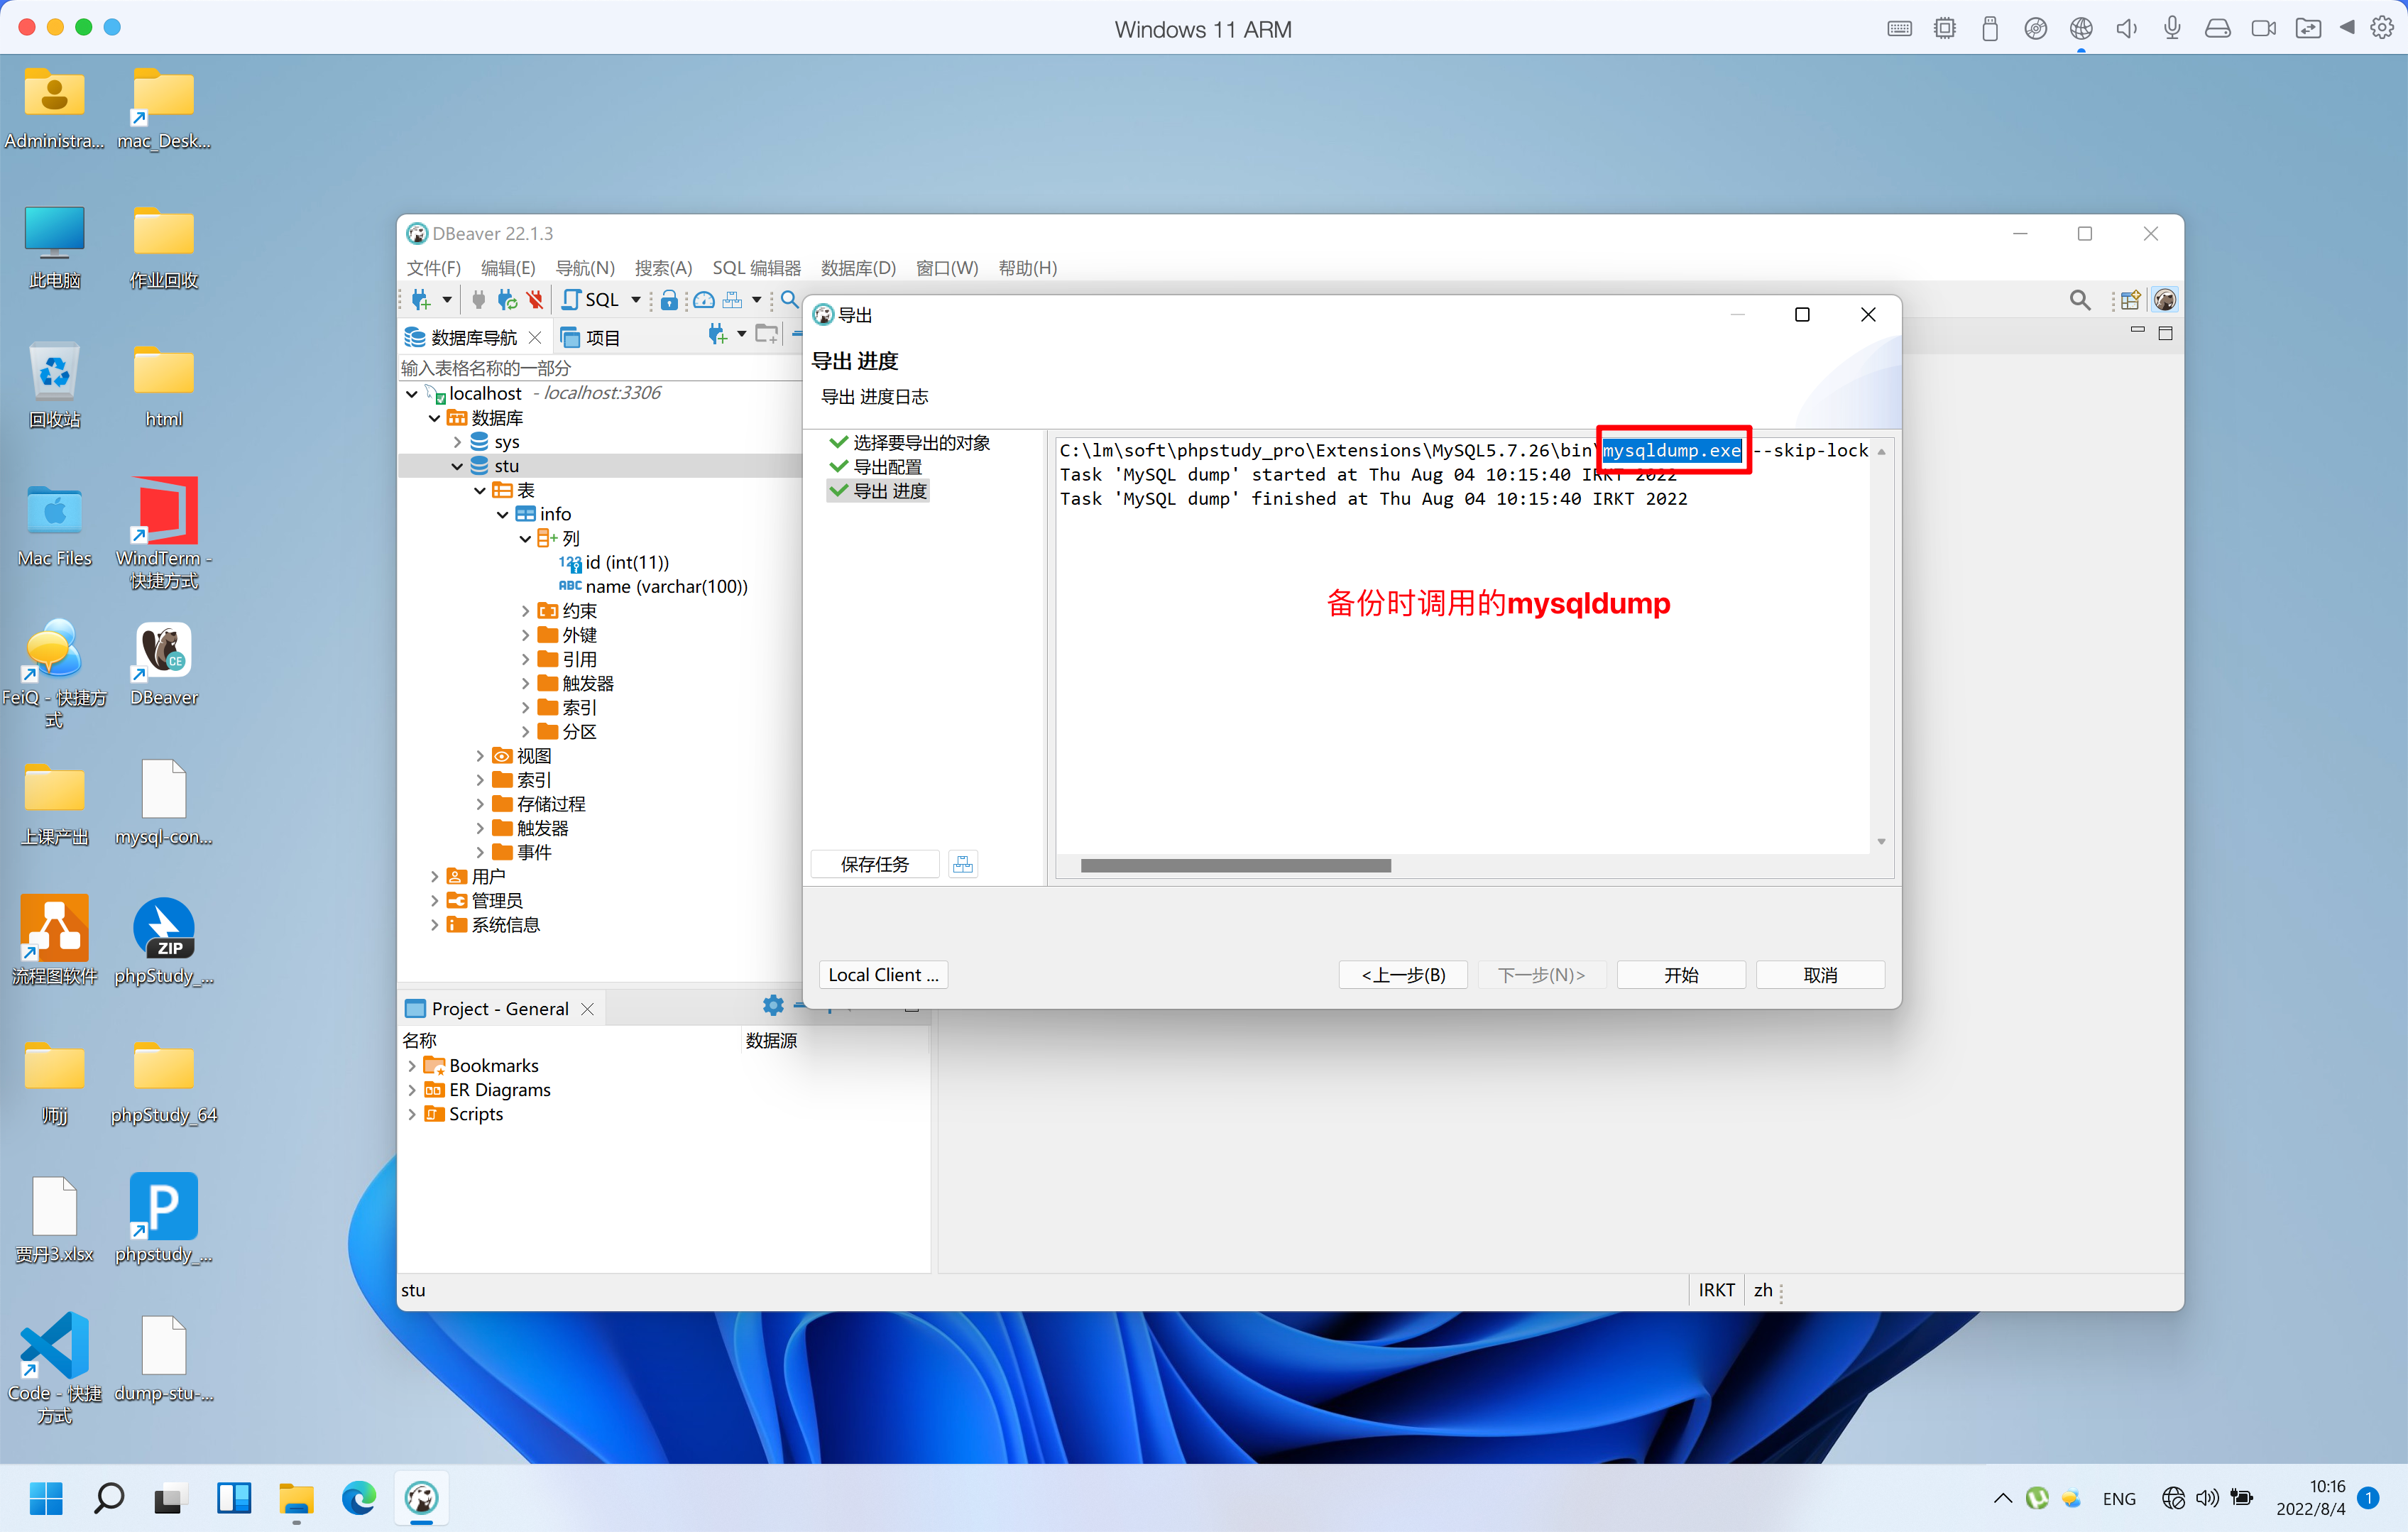 Windows 11 ARM
Administra...
mac_Desk...
此电脑
作业回收
回收站
html
Mac Files
WindTerm -
快捷方式
FeiQ - 快捷方
式
DBeaver
上课产出
mysql-con...
流程图软件
ZIP
phpStudy_...
师jj
phpStudy_64
贾丹3.xlsx
phpstudy_...
Code - 快捷
方式
dump-stu-...
DBeaver 22.1.3
文件(F) 编辑(E) 导航(N) 搜索(A) SQL 编辑器 数据库(D) 窗口(W) 帮助(H)
SQL
数据库导航
项目
输入表格名称的一部分
localhost - localhost:3306
数据库
sys
stu
表
info
列
123 id (int(11))
ABC name (varchar(100))
约束
外键
引用
触发器
索引
分区
视图
索引
存储过程
触发器
事件
用户
管理员
系统信息
Project - General
名称 数据源
Bookmarks
ER Diagrams
Scripts
stu
IRKT zh
导出
导出 进度
导出 进度日志
选择要导出的对象
导出配置
导出 进度
C:\lm\soft\phpstudy_pro\Extensions\MySQL5.7.26\bin\mysqldump.exe --skip-lock
Task 'MySQL dump' started at Thu Aug 04 10:15:40 IRKT 2022
Task 'MySQL dump' finished at Thu Aug 04 10:15:40 IRKT 2022
备份时调用的mysqldump
保存任务
Local Client ...
<上一步(B) 下一步(N)> 开始 取消
ENG
10:16
2022/8/4
1